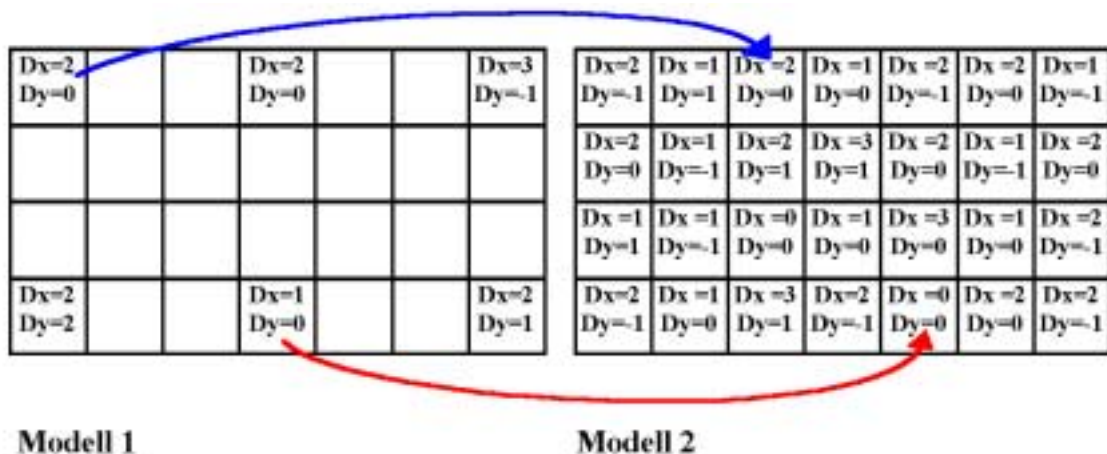 Dx=2 Dx=2 Dx=3
Dy=0 Dy=0 Dy=-1
Dx=2 Dx=1 Dx=2
Dy=2 Dy=0 Dy=1
Modell 1
Dx=2 Dx =1 Dx =2 Dx =1 Dx =2 Dx =2 Dx=1
Dy=-1 Dy=1 Dy=0 Dy=0 Dy=-1 Dy=0 Dy=-1
Dx=2 Dx=1 Dx=2 Dx =3 Dx =2 Dx =1 Dx =2
Dy=0 Dy=-1 Dy=1 Dy=1 Dy=0 Dy=-1 Dy=0
Dx =1 Dx =1 Dx =0 Dx =1 Dx =3 Dx =1 Dx =2
Dy=1 Dy=-1 Dy=0 Dy=0 Dy=0 Dy=0 Dy=-1
Dx=2 Dx =1 Dx =3 Dx=2 Dx =0 Dx =2 Dx=2
Dy=-1 Dy=0 Dy=1 Dy=-1 Dy=0 Dy=0 Dy=-1
Modell 2